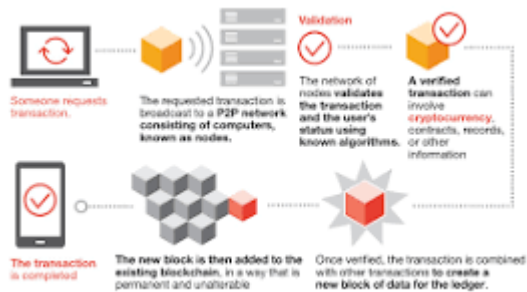 Someone requests
transaction.
The requested transaction is
broadcast to a P2P network
consisting of computers,
known as nodes.
Validation
The network of
nodes validates
the transaction
and the user's
status using
known algorithms.
A verified
transaction can
involve
cryptocurrency,
contracts, records,
or other
information
Once verified, the transaction is combined
with other transactions to create a
new block of data for the ledger.
The new block is then added to the
existing blockchain, in a way that is
permanent and unalterable
The transaction
is completed